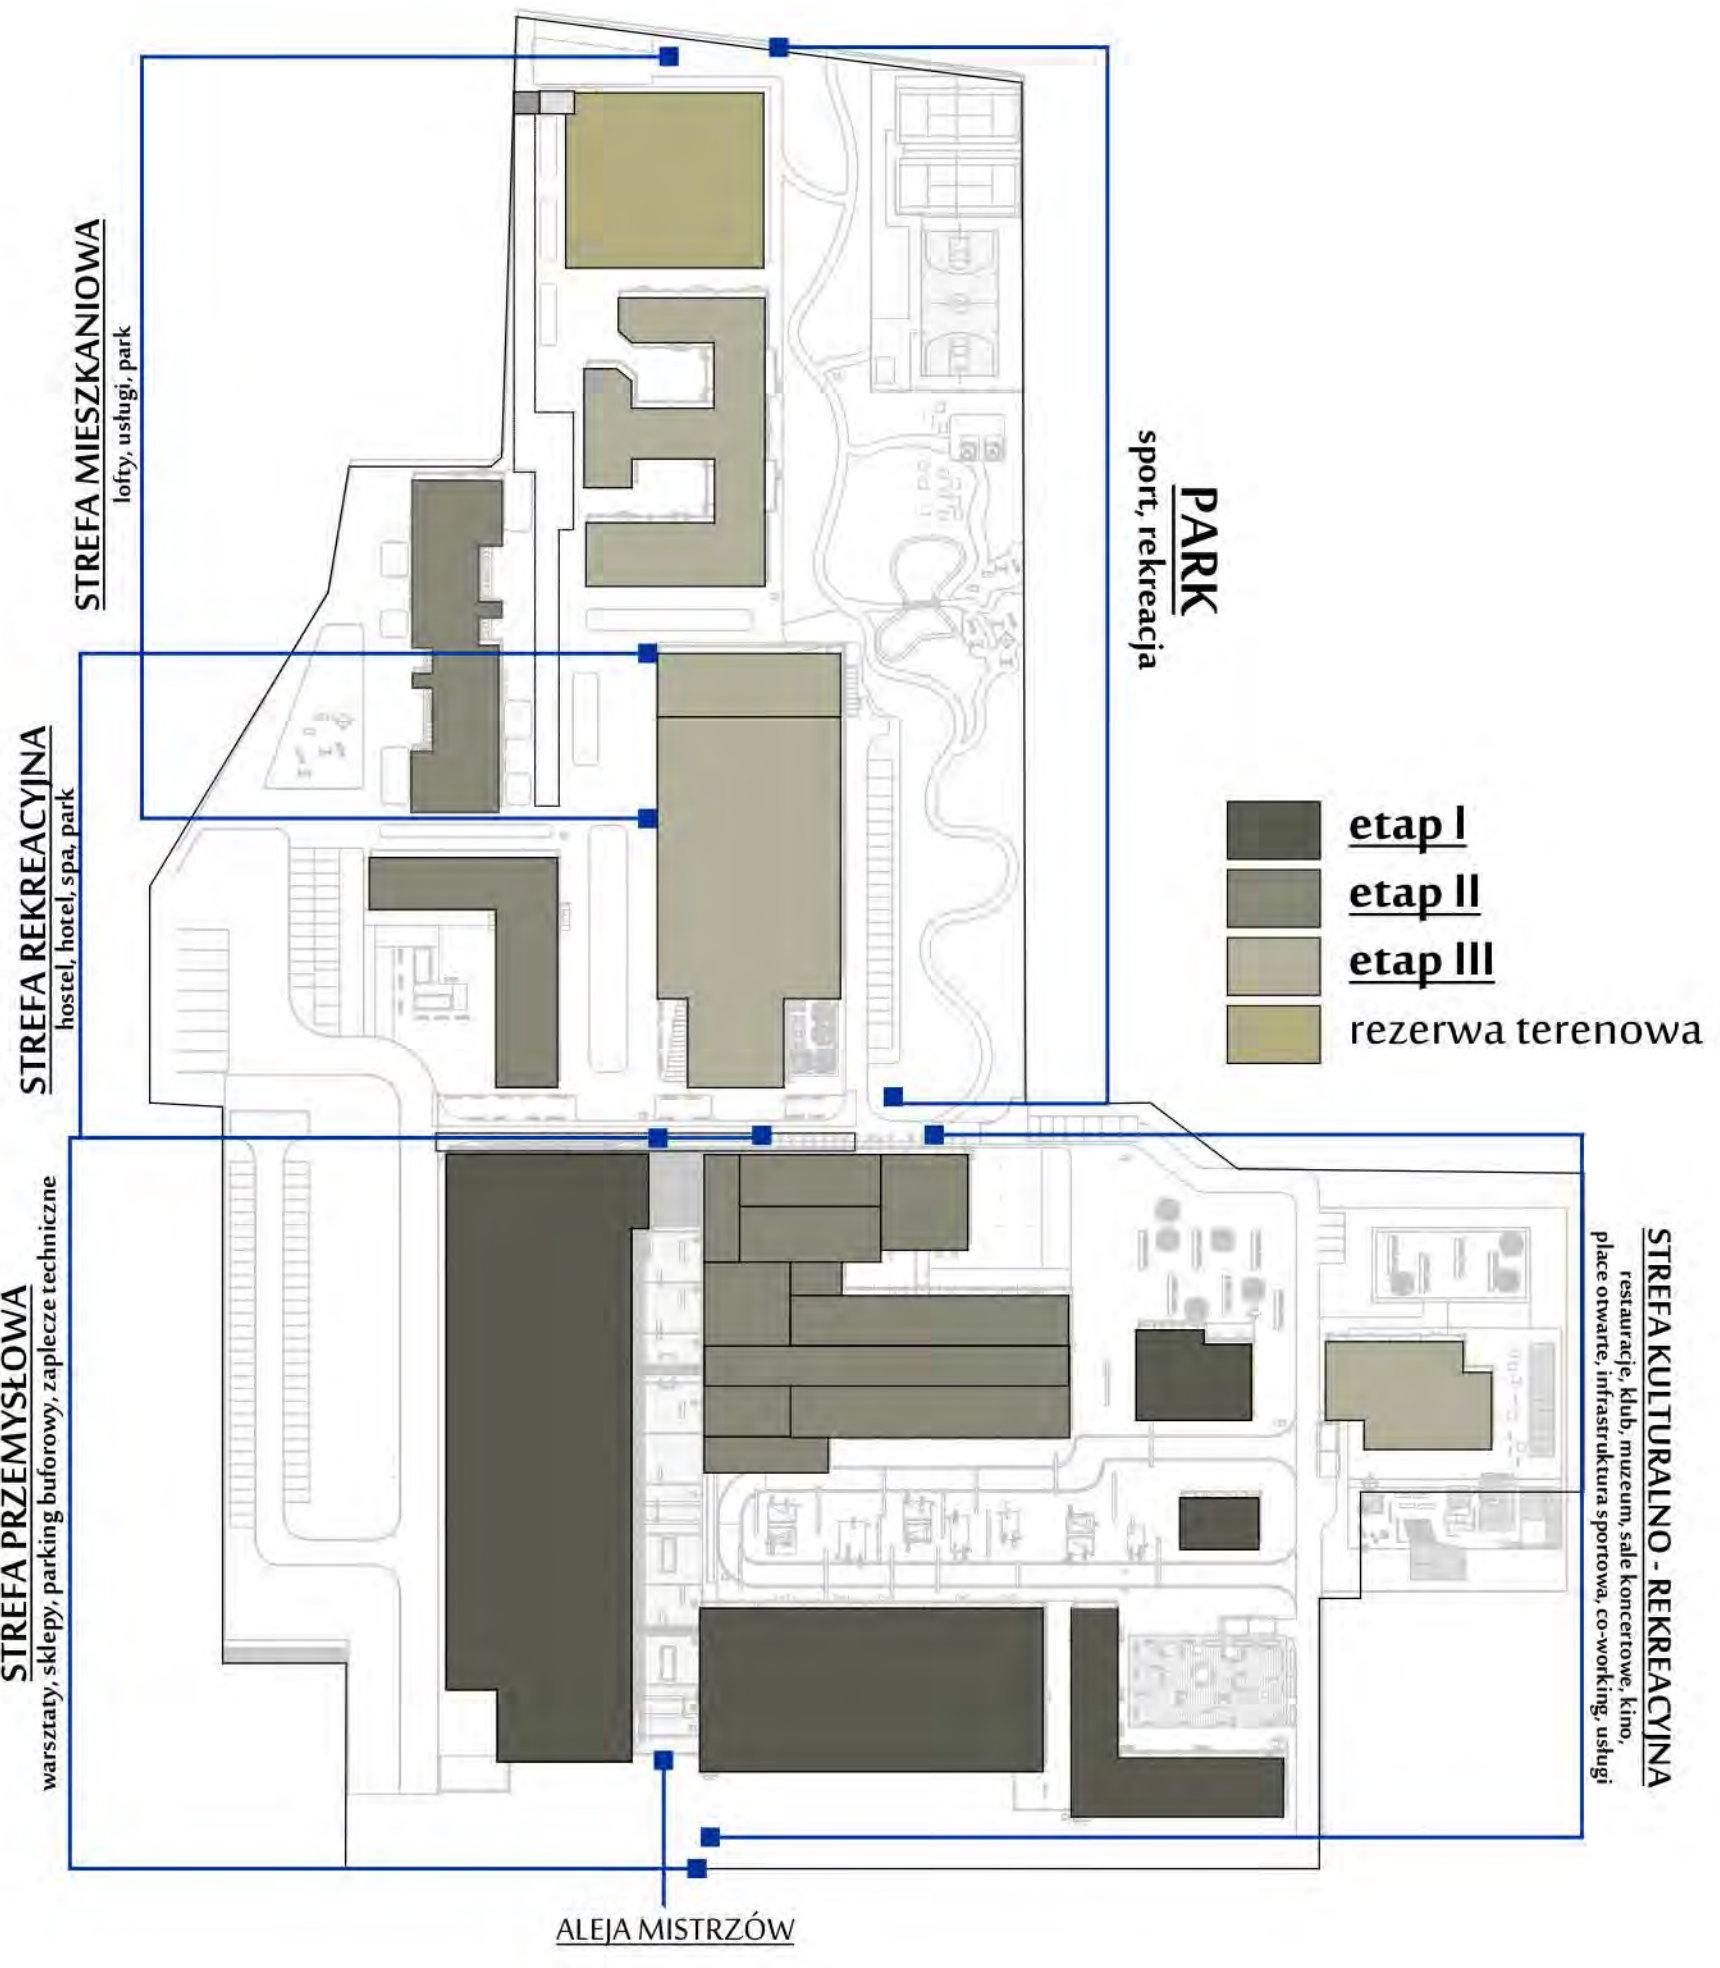 STREFA MIESZKANIOWA
lofty, usługi, park
PARK
sport, rekreacja
STREFA REKREACYJNA
hostel, hotel, spa, park
etap I
etap II
etap III
rezerwa terenowa
STREFA PRZEMYSŁOWA
warsztaty, sklepy, parking buforowy, zaplecze techniczne
STREFA KULTURALNO - REKREACYJNA
restauracje, klub, muzeum, sale koncertowe, kino,
place otwarte, infrastruktura sportowa, co-working, usługi
ALEJA MISTRZÓW